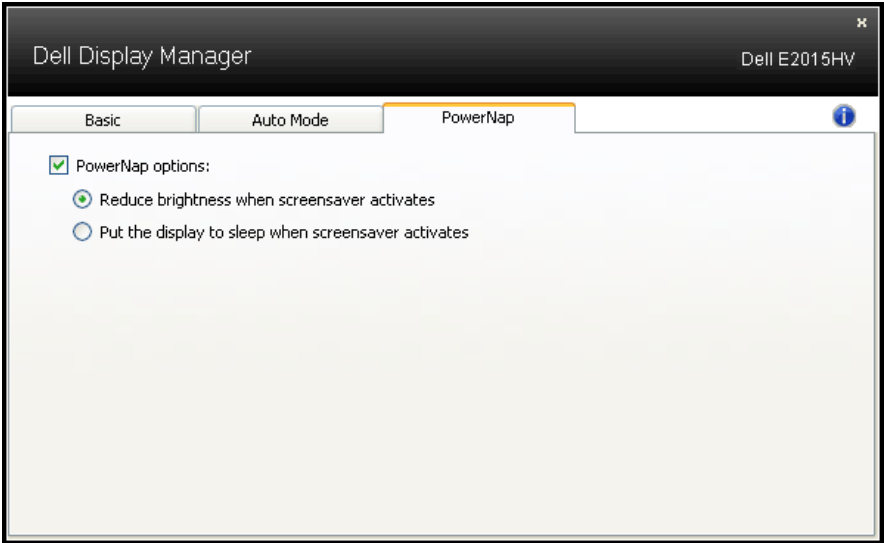 Dell Display Manager
Dell E2015HV
Basic
Auto Mode
PowerNap
PowerNap options:
Reduce brightness when screensaver activates
Put the display to sleep when screensaver activates